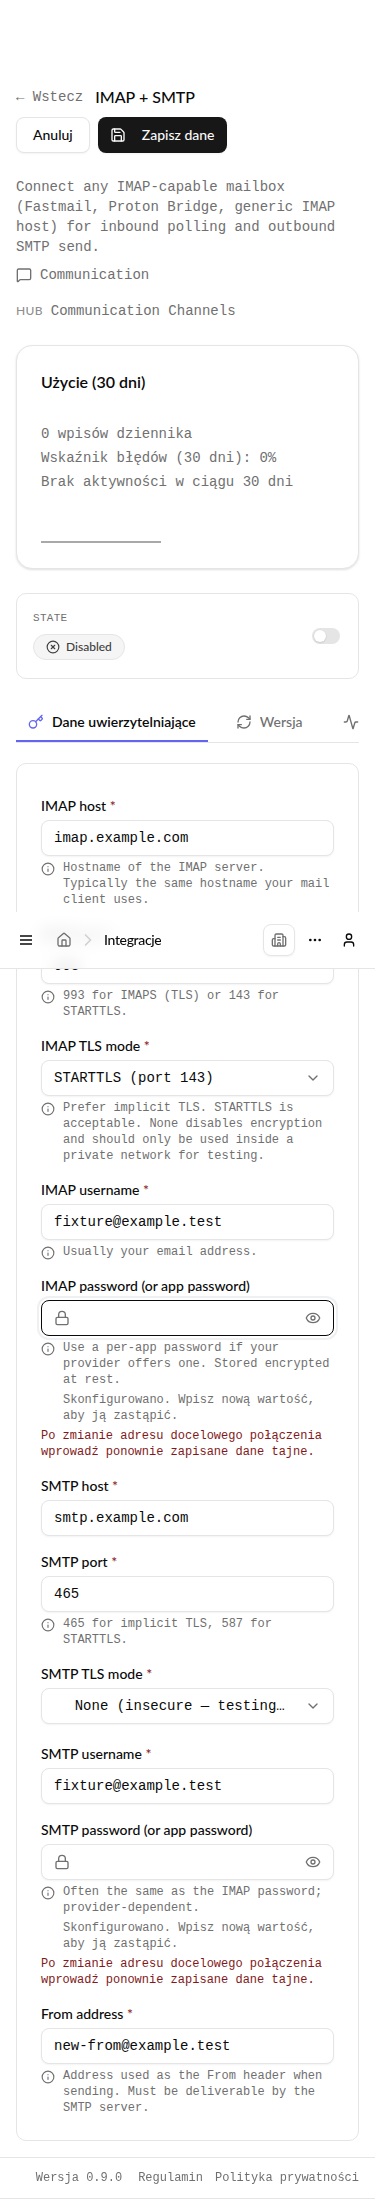 ← Wstecz IMAP + SMTP
Anuluj Zapisz dane
Connect any IMAP-capable mailbox
(Fastmail, Proton Bridge, generic IMAP
host) for inbound polling and outbound
SMTP send.
Communication
HUB Communication Channels
Użycie (30 dni)
0 wpisów dziennika
Wskaźnik błędów (30 dni): 0%
Brak aktywności w ciągu 30 dni
STATE
Disabled
Dane uwierzytelniające Wersja
IMAP host *
imap.example.com
Hostname of the IMAP server.
Typically the same hostname your mail
client uses.
Integracje
993 for IMAPS (TLS) or 143 for
STARTTLS.
IMAP TLS mode *
STARTTLS (port 143)
Prefer implicit TLS. STARTTLS is
acceptable. None disables encryption
and should only be used inside a
private network for testing.
IMAP username *
fixture@example.test
Usually your email address.
IMAP password (or app password)
Use a per-app password if your
provider offers one. Stored encrypted
at rest.
Skonfigurowano. Wpisz nową wartość,
aby ją zastąpić.
Po zmianie adresu docelowego połączenia
wprowadź ponownie zapisane dane tajne.
SMTP host *
smtp.example.com
SMTP port *
465
465 for implicit TLS, 587 for
STARTTLS.
SMTP TLS mode *
None (insecure — testing…
SMTP username *
fixture@example.test
SMTP password (or app password)
Often the same as the IMAP password;
provider-dependent.
Skonfigurowano. Wpisz nową wartość,
aby ją zastąpić.
Po zmianie adresu docelowego połączenia
wprowadź ponownie zapisane dane tajne.
From address *
new-from@example.test
Address used as the From header when
sending. Must be deliverable by the
SMTP server.
Wersja 0.9.0 Regulamin Polityka prywatności